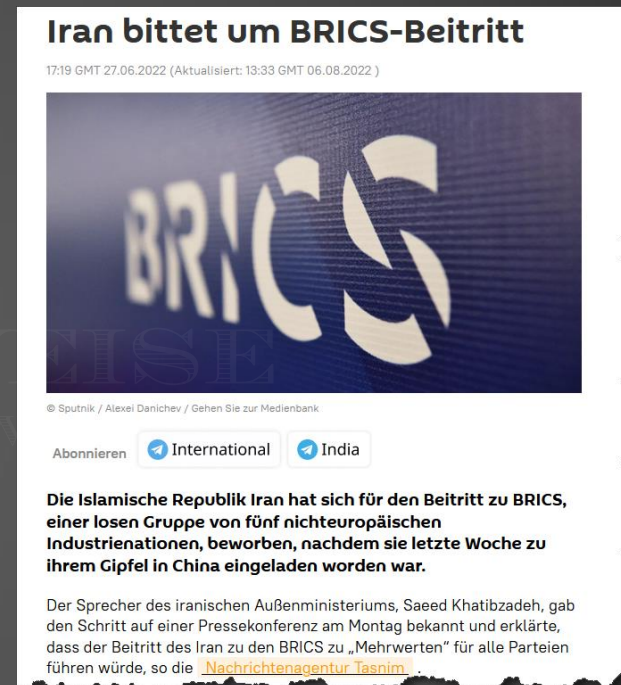 Iran bittet um BRICS-Beitritt
17:19 GMT 27.06.2022 (Aktualisiert: 13:33 GMT 06.08.2022 )
BRICS
© Sputnik / Alexei Danichev / Gehen Sie zur Medienbank
Abonnieren International India
Die Islamische Republik Iran hat sich für den Beitritt zu BRICS,
einer losen Gruppe von fünf nichteuropäischen
Industrienationen, beworben, nachdem sie letzte Woche zu
ihrem Gipfel in China eingeladen worden war.
Der Sprecher des iranischen Außenministeriums, Saeed Khatibzadeh, gab
den Schritt auf einer Pressekonferenz am Montag bekannt und erklärte,
dass der Beitritt des Iran zu den BRICS zu „Mehrwerten“ für alle Parteien
führen würde, so die Nachrichtenagentur Tasnim .